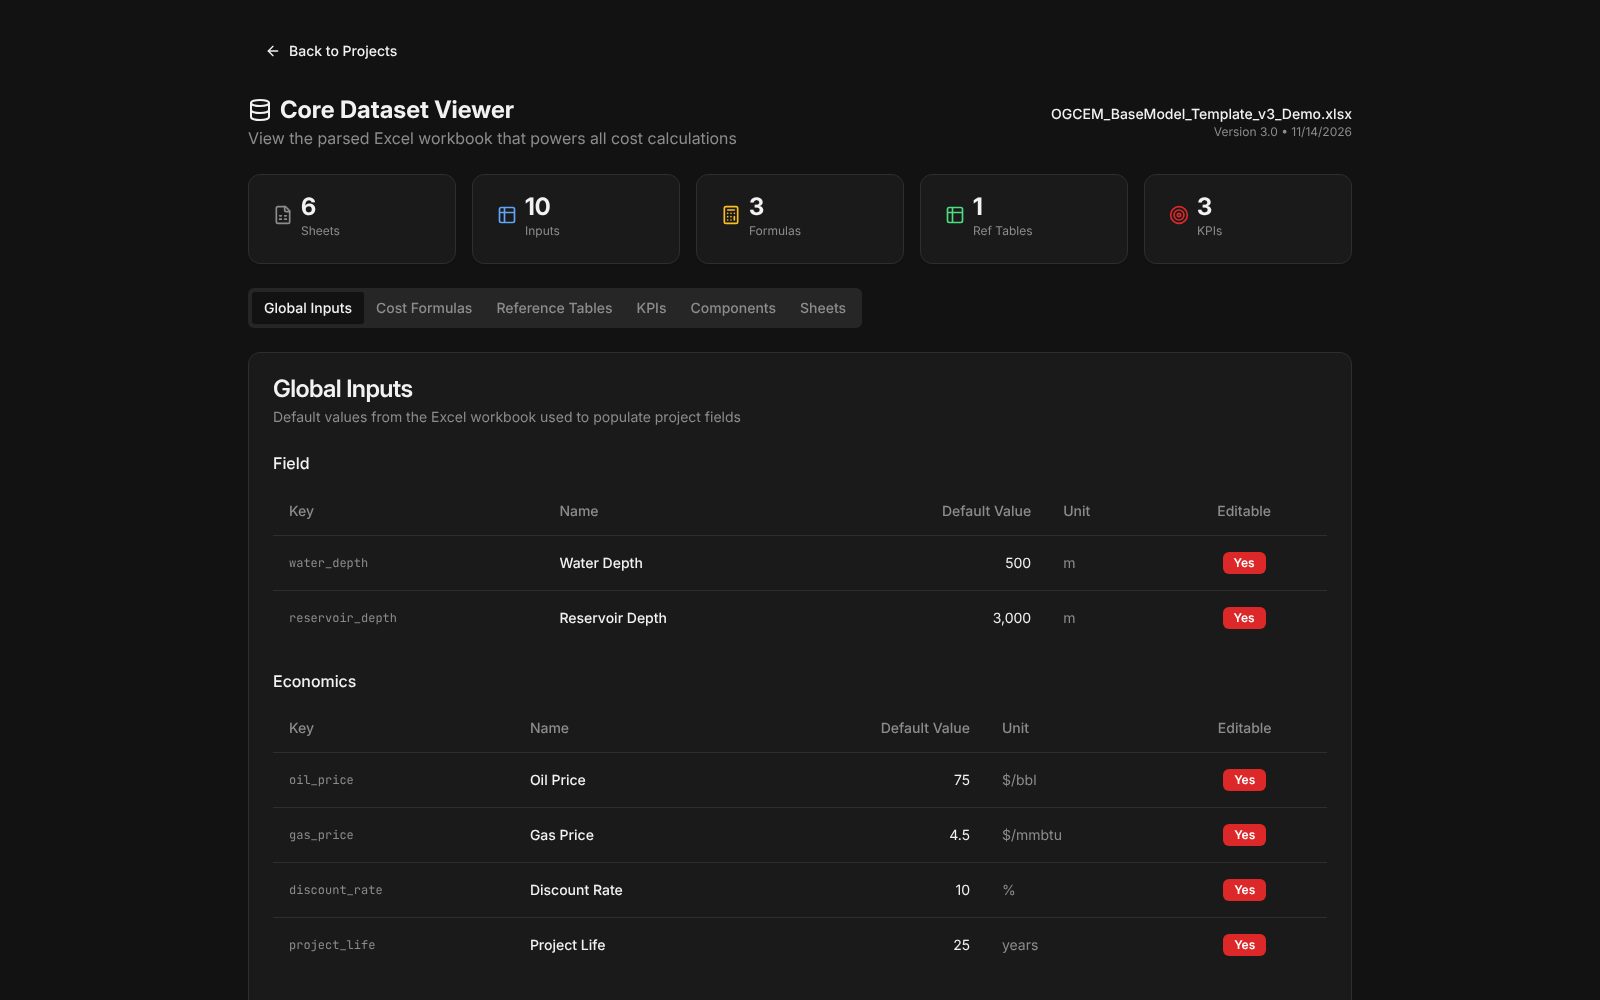 Back to Projects
Core Dataset Viewer
View the parsed Excel workbook that powers all cost calculations
OGCEM_BaseModel_Template_v3_Demo.xlsx
Version 3.0 • 11/14/2026
6
Sheets
10
Inputs
3
Formulas
1
Ref Tables
3
KPIs
Global Inputs Cost Formulas Reference Tables KPIs Components Sheets
Global Inputs
Default values from the Excel workbook used to populate project fields
Field
Key Name Default Value Unit Editable
water_depth Water Depth 500 m Yes
reservoir_depth Reservoir Depth 3,000 m Yes
Economics
Key Name Default Value Unit Editable
oil_price Oil Price 75 $/bbl Yes
gas_price Gas Price 4.5 $/mmbtu Yes
discount_rate Discount Rate 10 % Yes
project_life Project Life 25 years Yes